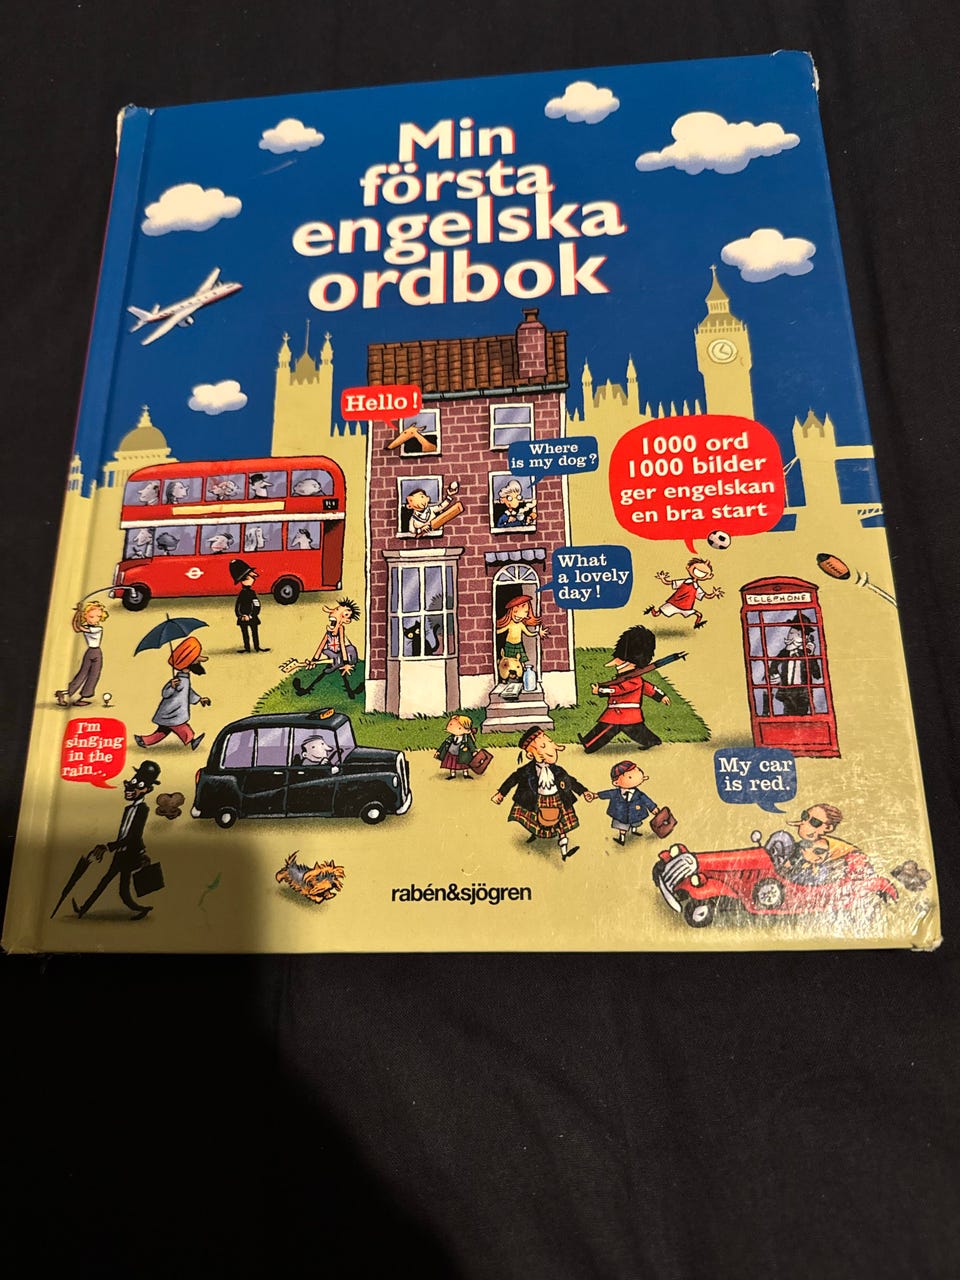 Min
första
engelska
ordbok
Hello!
Where
is my dog?
1000 ord
1000 bilder
ger engelskan
en bra start
What
a lovely
day!
TELEPHONE
I'm
singing
in the
rain...
My car
is red.
rabén&sjögren